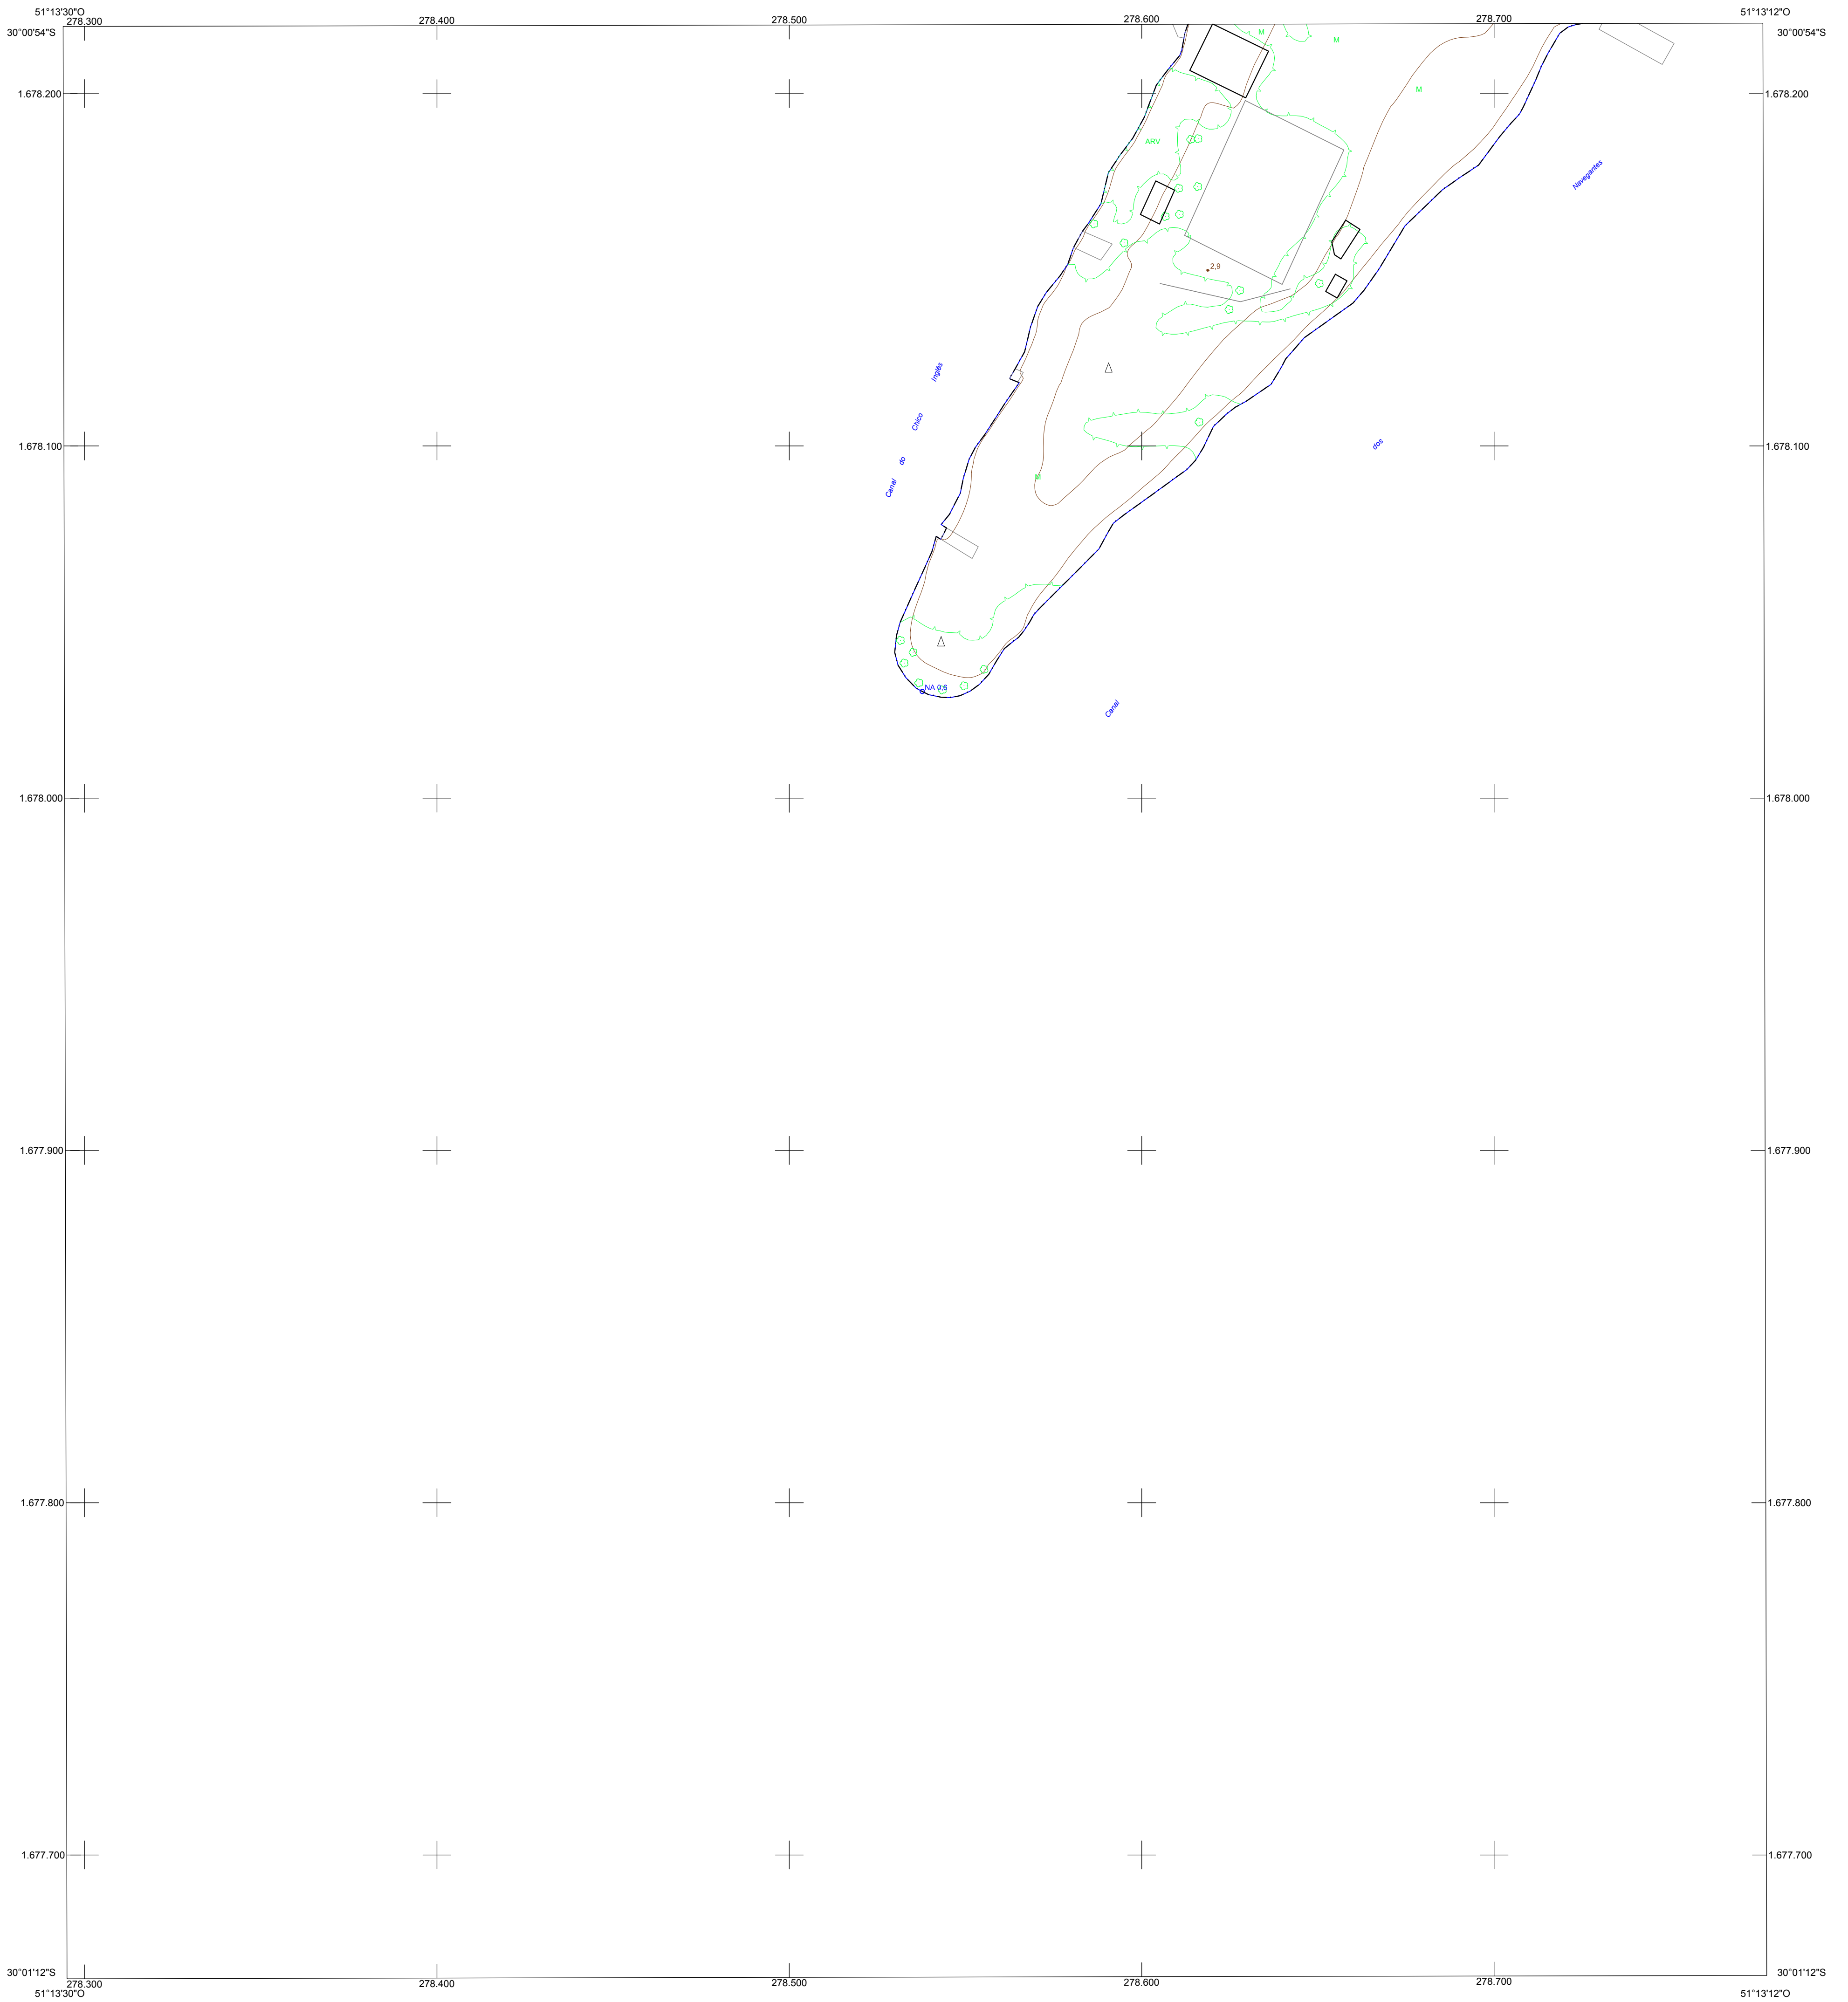 51°13'30"O
51°13'12"O
278.300
278.400
278.500
278.600
278.700
30°00'54"S
30°00'54"S
M
M
M
1.678.200
1.678.200
ARV
Navegantes
2,9
Inglês
Chico
do
Canal
dos
1.678.100
1.678.100
M
NA 0,6
Canal
1.678.000
1.678.000
1.677.900
1.677.900
1.677.800
1.677.800
1.677.700
1.677.700
30°01'12"S
30°01'12"S
278.300
278.400
278.500
278.600
278.700
51°13'30"O
51°13'12"O